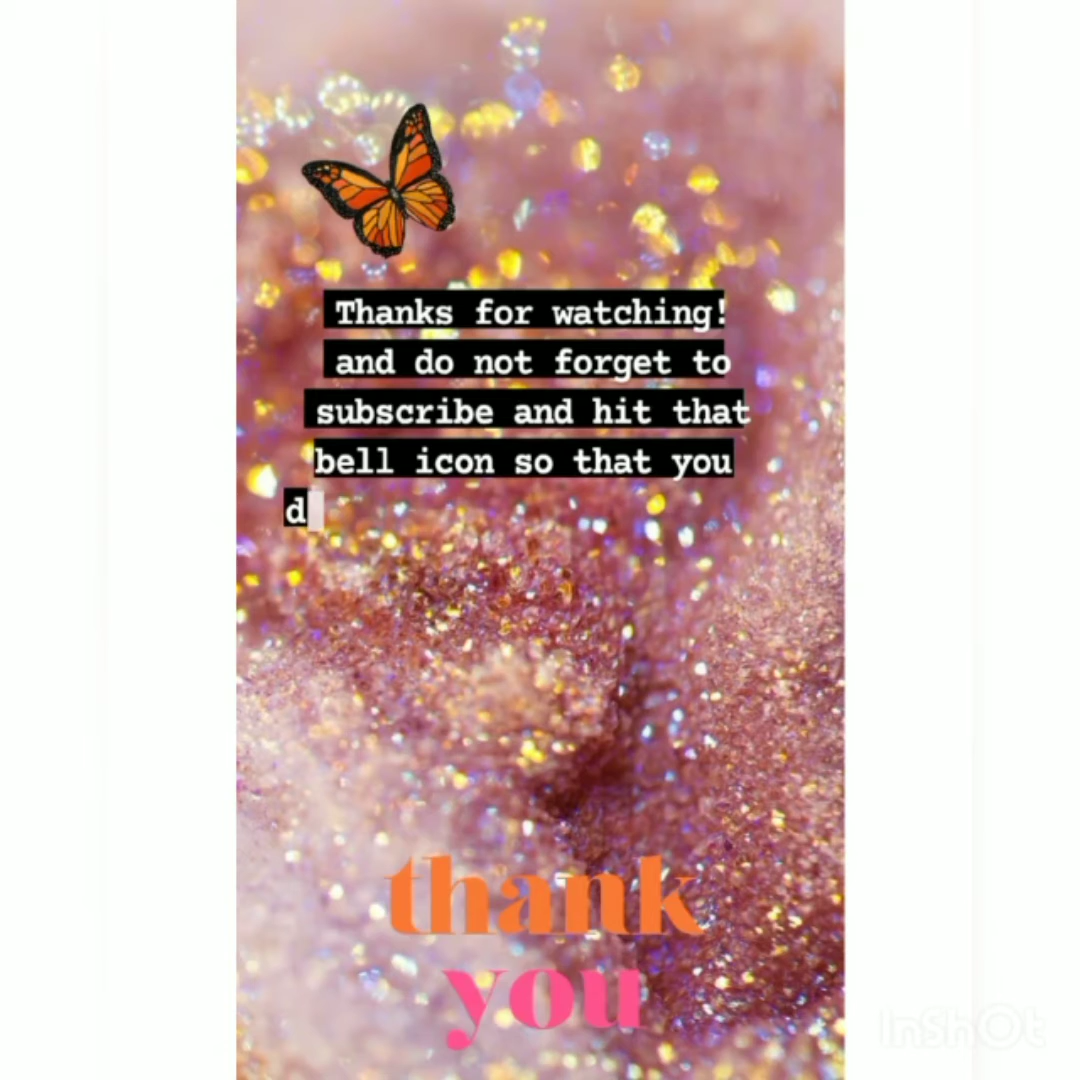 Thanks for watching!
and do not forget to
subscribe and hit that
bell icon so that you
d
thank
you
InShOt